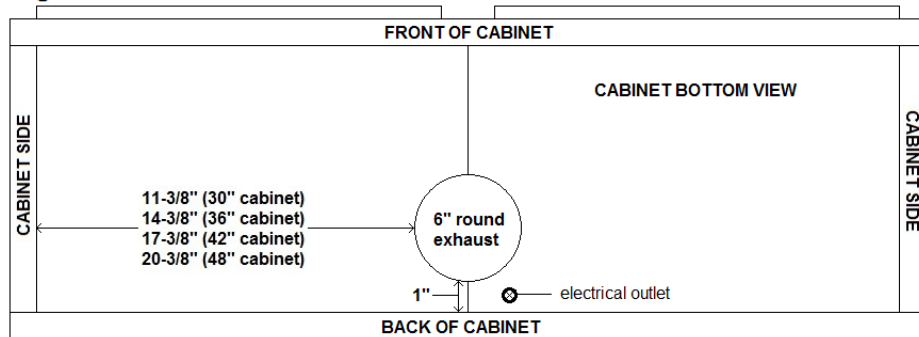 FRONT OF CABINET
CABINET BOTTOM VIEW
CABINET SIDE
CABINET SIDE
11-3/8" (30" cabinet)
14-3/8" (36" cabinet)
17-3/8" (42" cabinet)
20-3/8" (48" cabinet)
6" round
exhaust
1"
electrical outlet
BACK OF CABINET